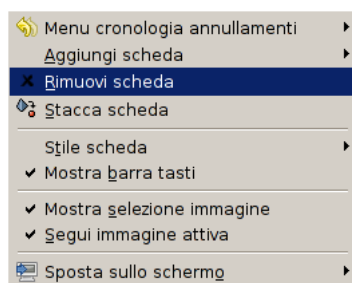 Menu cronologia annullamenti
Aggiungi scheda
Rimuovi scheda
Stacca scheda
Stile scheda
Mostra barra tasti
Mostra selezione immagine
Segui immagine attiva
Sposta sullo schermo